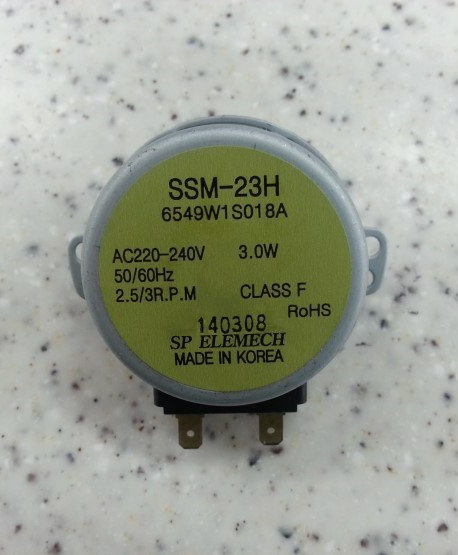 SSM-23H
6549W1S018A
AC220-240V 3.0W
50/60Hz
2.5/3R.P.M CLASS F
RoHS
140308
SP ELEMECH
MADE IN KOREA